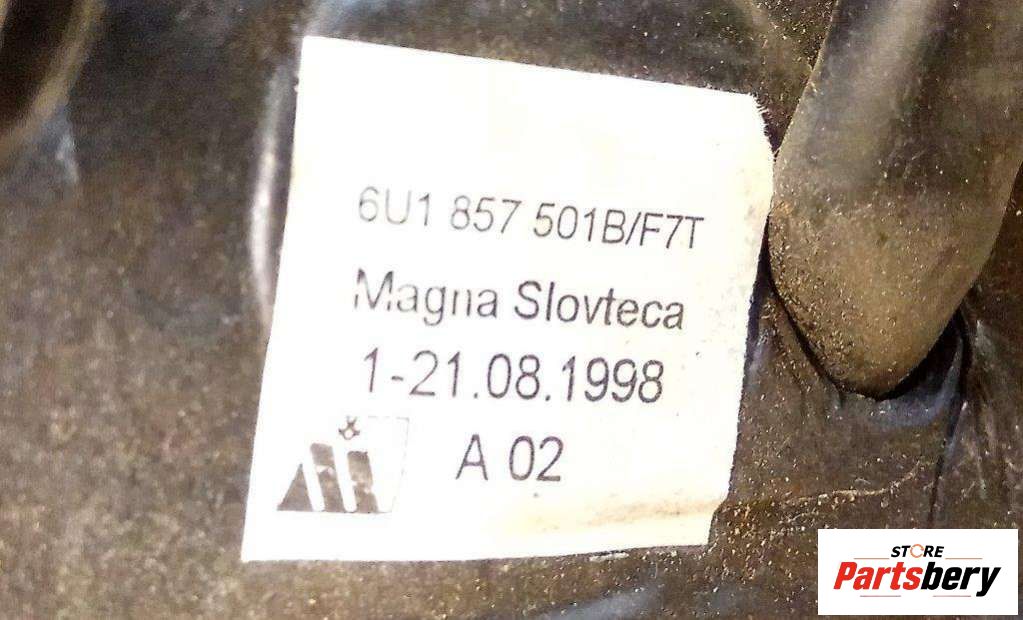 6U1 857 501B/F7T
Magna Slovteca
1-21.08.1998
A 02
STORE
Partsbery